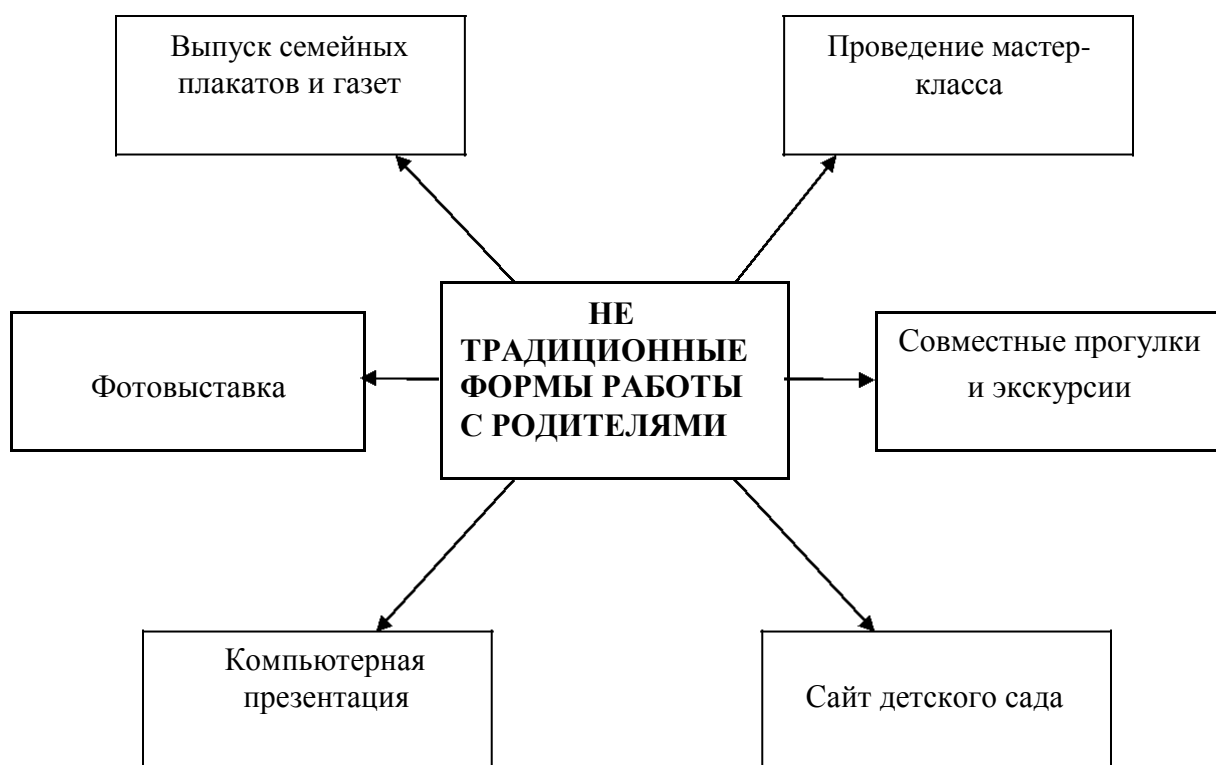 Выпуск семейных
плакатов и газет
Проведение мастер-
класса
НЕ
ТРАДИЦИОННЫЕ
ФОРМЫ РАБОТЫ
С РОДИТЕЛЯМИ
Фотовыставка
Совместные прогулки
и экскурсии
Компьютерная
презентация
Сайт детского сада